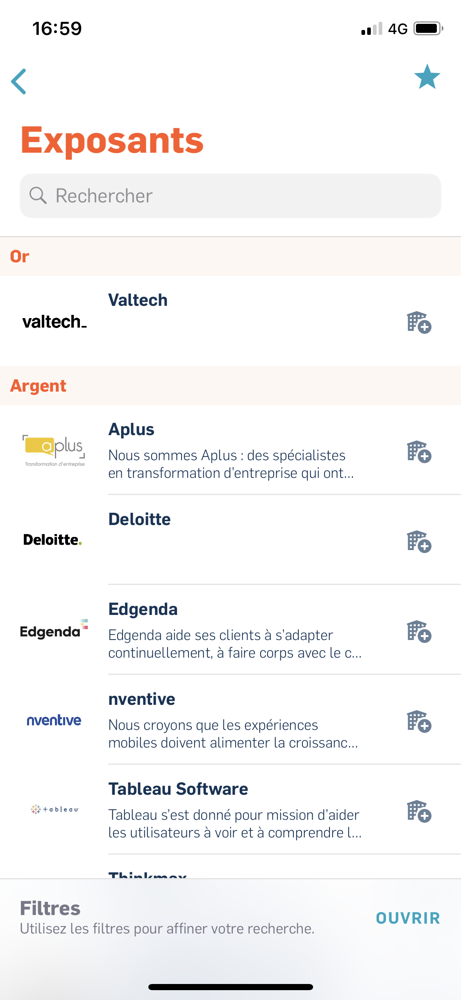 16:59
4G
Exposants
Rechercher
Or
valtech_
Valtech
Argent
aplus
Transformation d'entreprise
Aplus
Nous sommes Aplus : des spécialistes
en transformation d'entreprise qui ont...
Deloitte.
Deloitte
Edgenda
Edgenda
Edgenda aide ses clients à s'adapter
continuellement, à faire corps avec le c...
nventive
nventive
Nous croyons que les expériences
mobiles doivent alimenter la croissanc...
+ableau
Tableau Software
Tableau s'est donné pour mission d'aider
les utilisateurs à voir et à comprendre l...
Thinkmax
Filtres
Utilisez les filtres pour affiner votre recherche.
OUVRIR